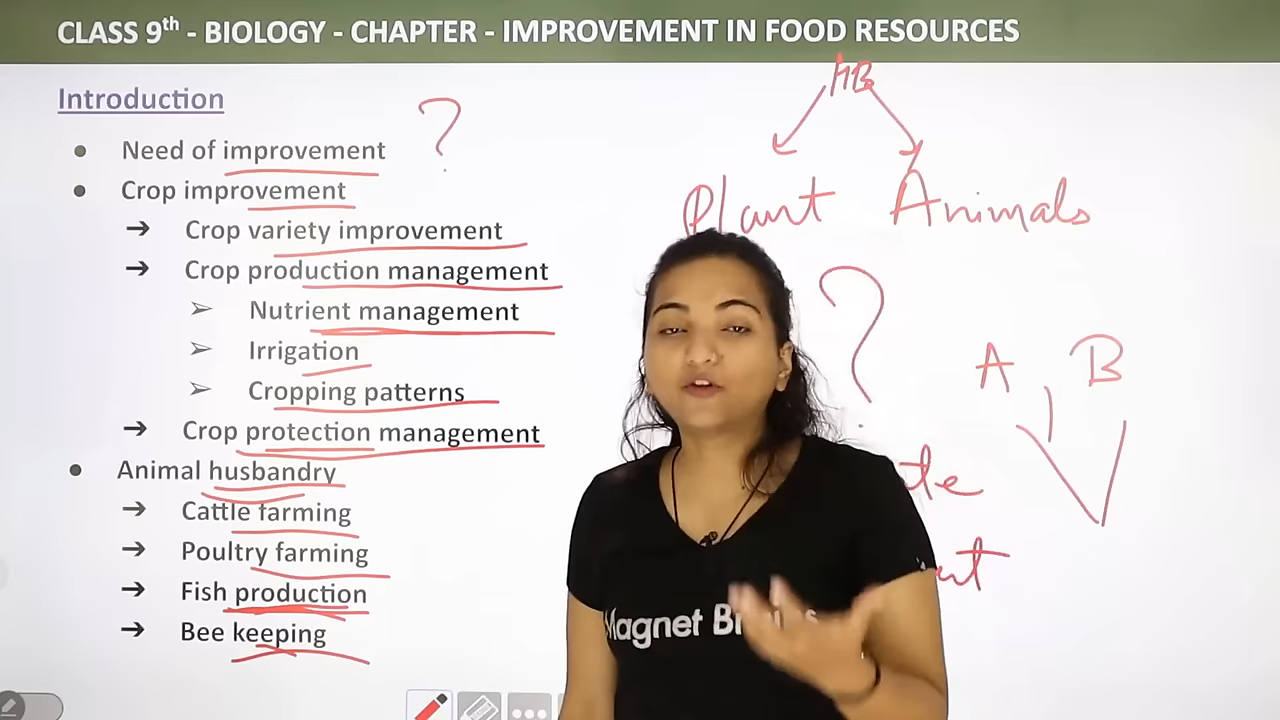 CLASS 9th - BIOLOGY - CHAPTER - IMPROVEMENT IN FOOD RESOURCES
Introduction
● Need of improvement ?
● Crop improvement
➔ Crop variety improvement
➔ Crop production management
➢ Nutrient management
➢ Irrigation
➢ Cropping patterns
➔ Crop protection management
● Animal husbandry
➔ Cattle farming
➔ Poultry farming
➔ Fish production
➔ Bee keeping
Plant Animals
?
A B
Magnet